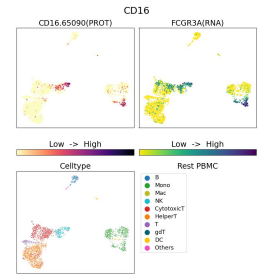 CD16
CD16.65090(PROT) FCGR3A(RNA)
Low -> High Low -> High
Celltype Rest PBMC
B
Mono
Mac
NK
CytotoxicT
HelperT
T
gdT
DC
Others